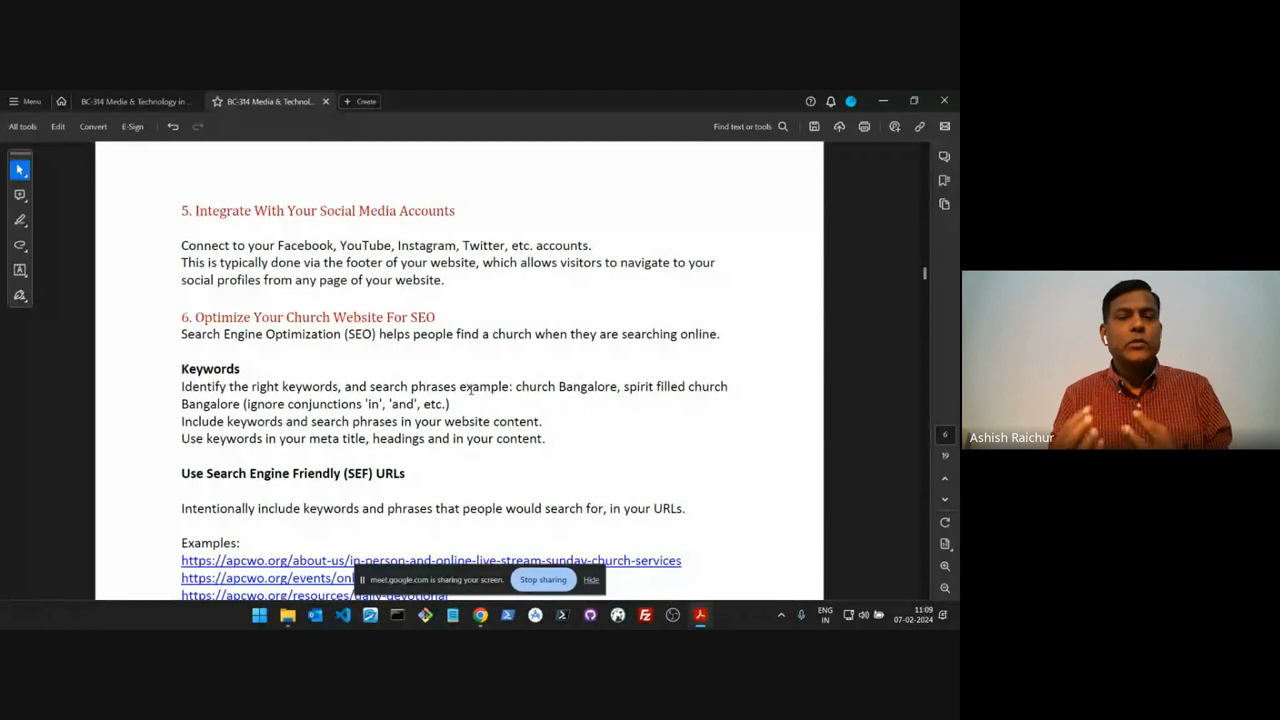 Menu
BC-314 Media & Technology in ...
BC-314 Media & Technol...
Create
All tools
Edit
Convert
E-Sign
Find text or tools
5. Integrate With Your Social Media Accounts
Connect to your Facebook, YouTube, Instagram, Twitter, etc. accounts.
This is typically done via the footer of your website, which allows visitors to navigate to your
social profiles from any page of your website.
6. Optimize Your Church Website For SEO
Search Engine Optimization (SEO) helps people find a church when they are searching online.
Keywords
Identify the right keywords, and search phrases example: church Bangalore, spirit filled church
Bangalore (ignore conjunctions 'in', 'and', etc.)
Include keywords and search phrases in your website content.
Use keywords in your meta title, headings and in your content.
Use Search Engine Friendly (SEF) URLs
Intentionally include keywords and phrases that people would search for, in your URLs.
Examples:
https://apcwo.org/about-us/in-person-and-online-live-stream-sunday-church-services
https://apcwo.org/events/onl
https://apcwo.org/resources/daily-devotional
meet.google.com is sharing your screen.
Stop sharing
Hide
6
19
ENG
IN
11:09
07-02-2024
Ashish Raichur